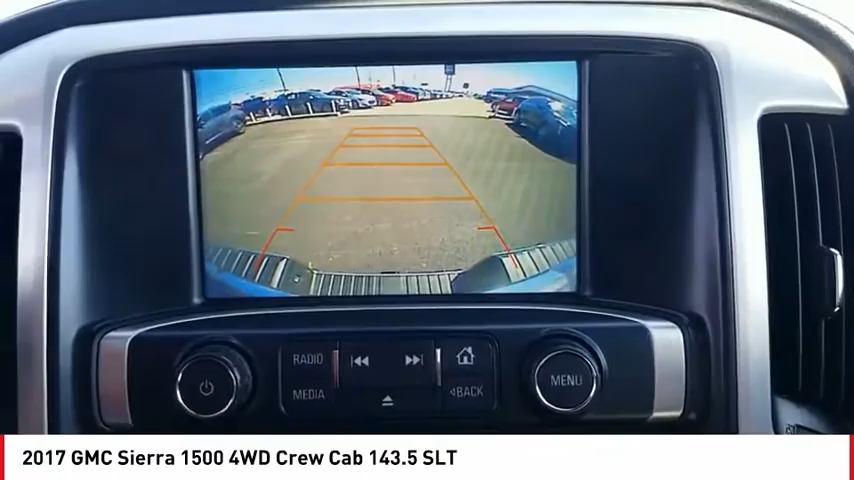 RADIO
MEDIA
BACK
MENU
2017 GMC Sierra 1500 4WD Crew Cab 143.5 SLT